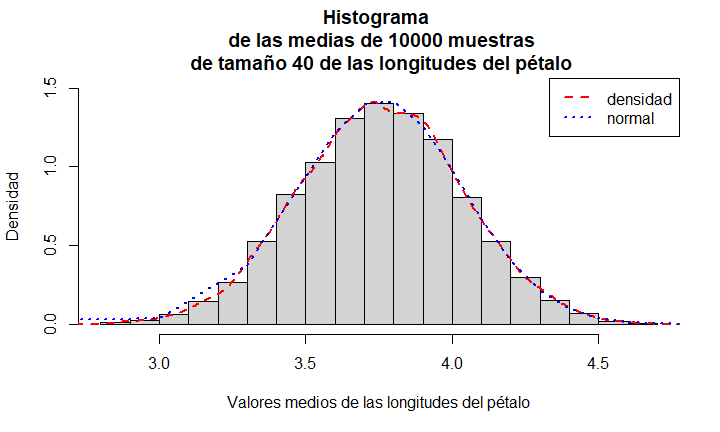 Histograma
de las medias de 10000 muestras
de tamaño 40 de las longitudes del pétalo
densidad
normal
Densidad
1.5
1.0
0.5
0.0
3.0 3.5 4.0 4.5
Valores medios de las longitudes del pétalo